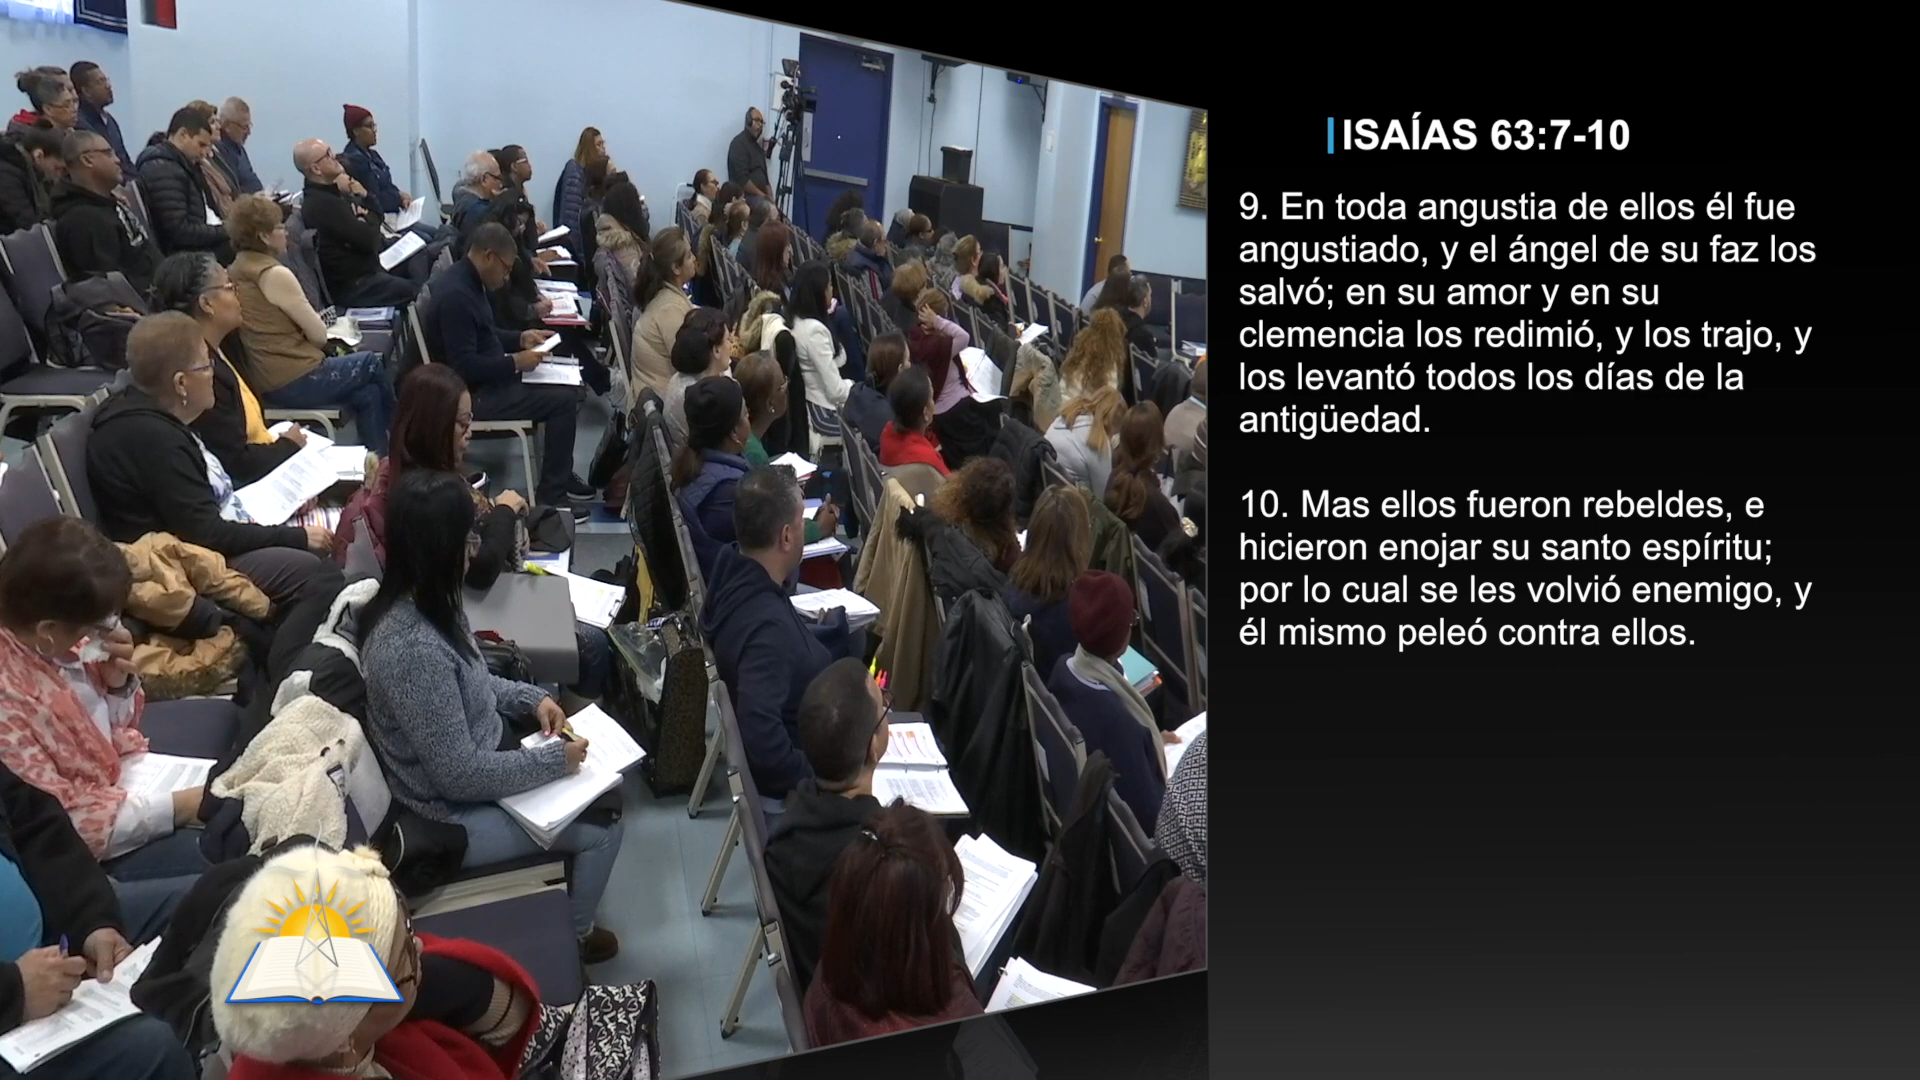 ISAÍAS 63:7-10
9. En toda angustia de ellos él fue
angustiado, y el ángel de su faz los
salvó; en su amor y en su
clemencia los redimió, y los trajo, y
los levantó todos los días de la
antigüedad.
10. Mas ellos fueron rebeldes, e
hicieron enojar su santo espíritu;
por lo cual se les volvió enemigo, y
él mismo peleó contra ellos.